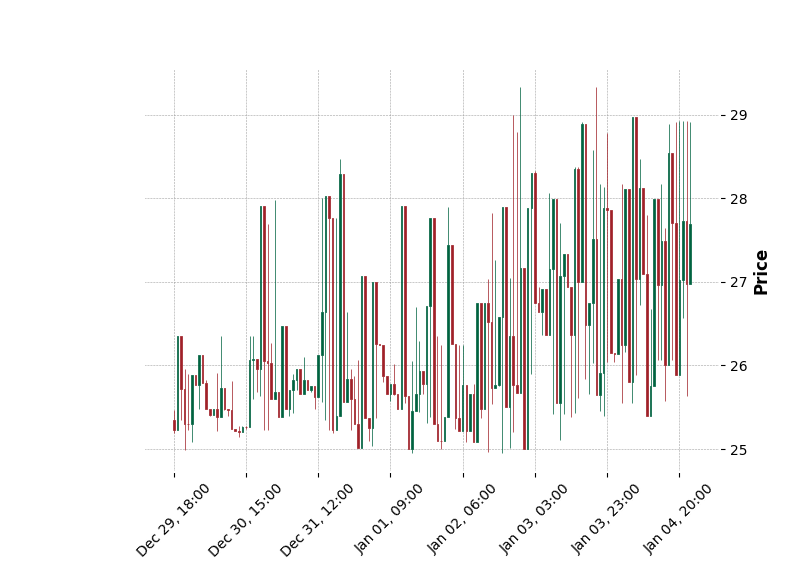 29
28
27
26
25
Price
Dec 29, 18:00
Dec 30, 15:00
Dec 31, 12:00
Jan 01, 09:00
Jan 02, 06:00
Jan 03, 03:00
Jan 03, 23:00
Jan 04, 20:00